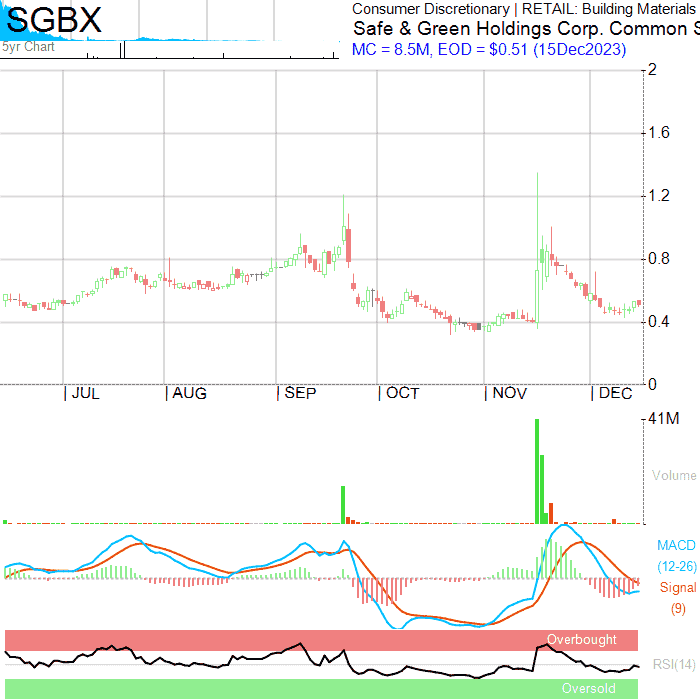 SGBX
5yr Chart
Consumer Discretionary | RETAIL: Building Materials
Safe & Green Holdings Corp. Common S
MC = 8.5M, EOD = $0.51 (15Dec2023)
2
1.6
1.2
0.8
0.4
0
| JUL | AUG | SEP | OCT | NOV | DEC
41M
Volume
MACD
(12-26)
Signal
(9)
Overbought
RSI(14)
Oversold